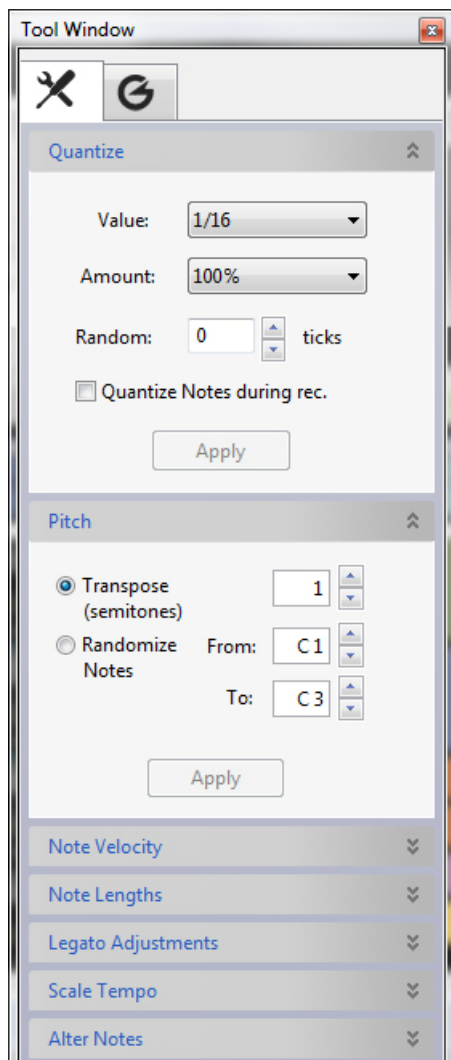 Tool Window
Quantize
Value: 1/16
Amount: 100%
Random: 0 ticks
Quantize Notes during rec.
Apply
Pitch
Transpose 1
(semitones)
Randomize From: C 1
Notes
To: C 3
Apply
Note Velocity
Note Lengths
Legato Adjustments
Scale Tempo
Alter Notes